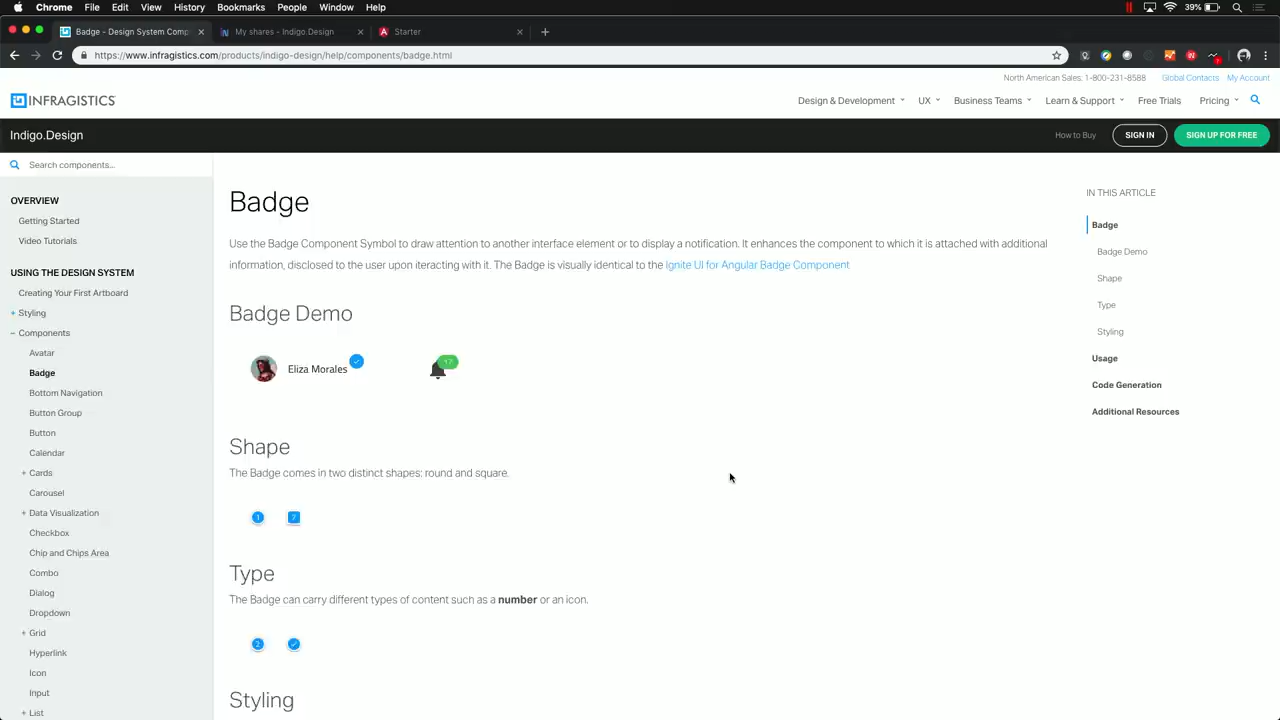 Chrome File Edit View History Bookmarks People Window Help 39%
Badge - Design System Comp
My shares - Indigo.Design
Starter
https://www.infragistics.com/products/indigo-design/help/components/badge.html
North American Sales: 1-800-231-8588 Global Contacts My Account
INFRAGISTICS
Design & Development UX Business Teams Learn & Support Free Trials Pricing
Indigo.Design
How to Buy SIGN IN SIGN UP FOR FREE
Search components...
OVERVIEW
Getting Started
Video Tutorials
USING THE DESIGN SYSTEM
Creating Your First Artboard
+ Styling
− Components
Avatar
Badge
Bottom Navigation
Button Group
Button
Calendar
+ Cards
Carousel
+ Data Visualization
Checkbox
Chip and Chips Area
Combo
Dialog
Dropdown
+ Grid
Hyperlink
Icon
Input
+ List
Badge
Use the Badge Component Symbol to draw attention to another interface element or to display a notification. It enhances the component to which it is attached with additional
information, disclosed to the user upon iteracting with it. The Badge is visually identical to the Ignite UI for Angular Badge Component
Badge Demo
Eliza Morales
17
Shape
The Badge comes in two distinct shapes: round and square.
1 7
Type
The Badge can carry different types of content such as a number or an icon.
2
Styling
IN THIS ARTICLE
Badge
Badge Demo
Shape
Type
Styling
Usage
Code Generation
Additional Resources